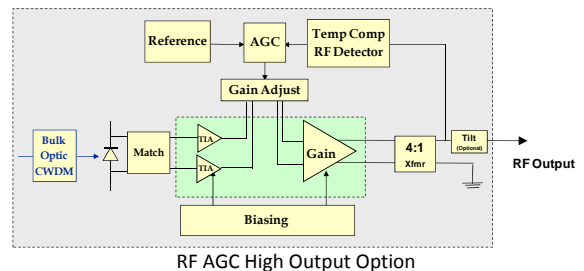 Reference
AGC
Temp Comp
RF Detector
Gain Adjust
Bulk
Optic
CWDM
Match
TIA
TIA
Gain
4:1
Xfmr
Tilt
(Optional)
RF Output
Biasing
RF AGC High Output Option